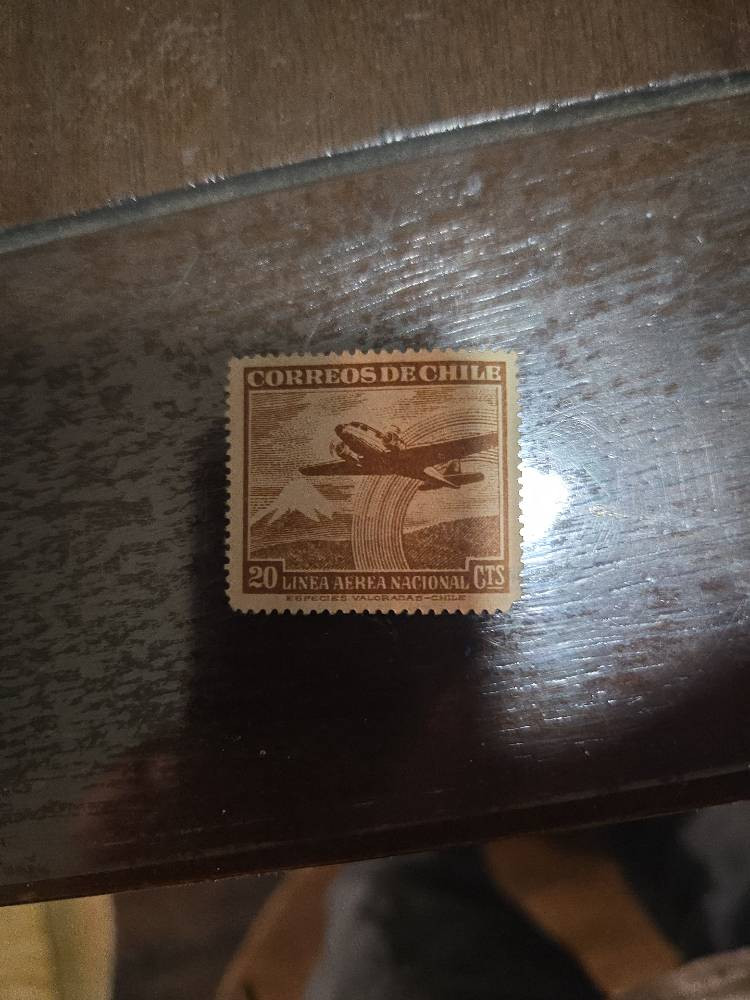 CORREOS DE CHILE
20 LINEA AEREA NACIONAL CTS
ESPECIES VALORADAS-CHILE